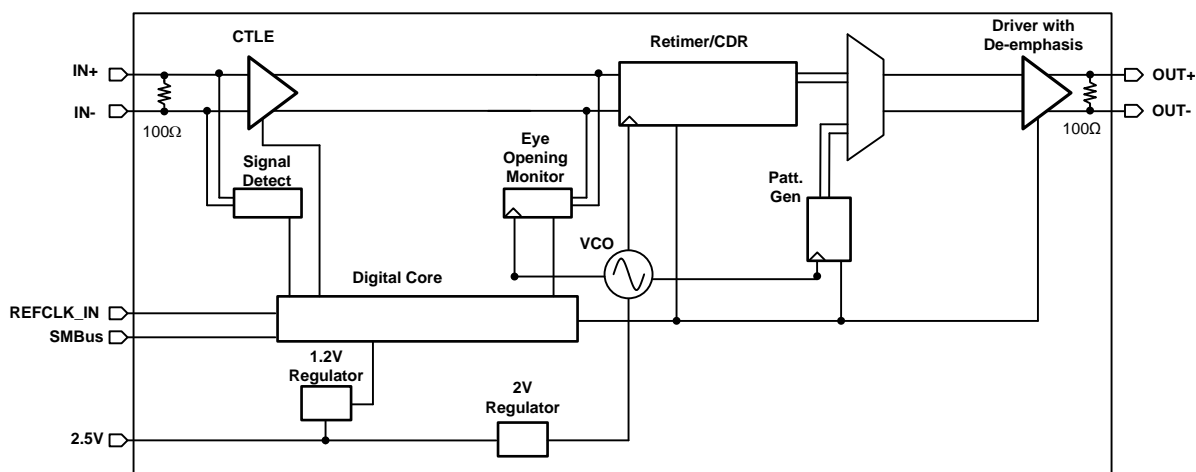 CTLE
Retimer/CDR
Driver with
De-emphasis
IN+
IN-
100Ω
OUT+
OUT-
100Ω
Signal
Detect
Eye
Opening
Monitor
Patt.
Gen
VCO
Digital Core
REFCLK_IN
SMBus
1.2V
Regulator
2V
Regulator
2.5V